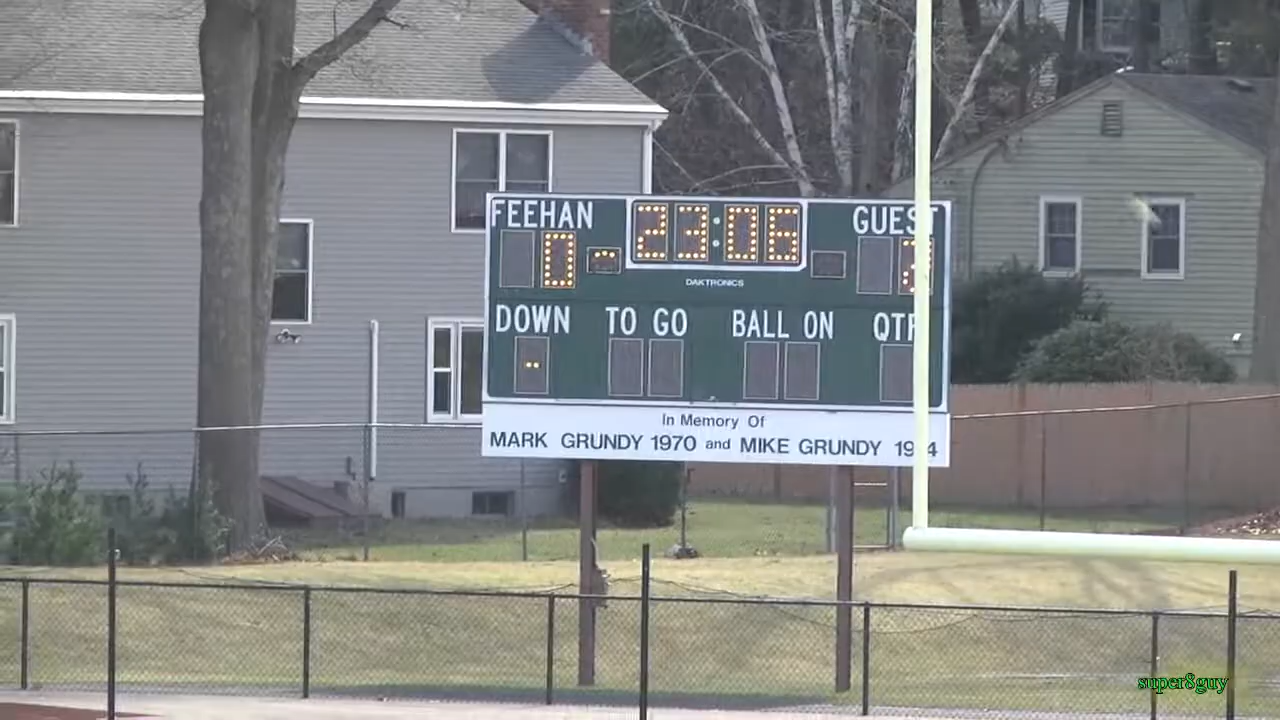 FEEHAN 23:06 GUEST
0
DAKTRONICS
DOWN TO GO BALL ON
In Memory Of
MARK GRUNDY 1970 and MIKE GRUNDY
super8guy